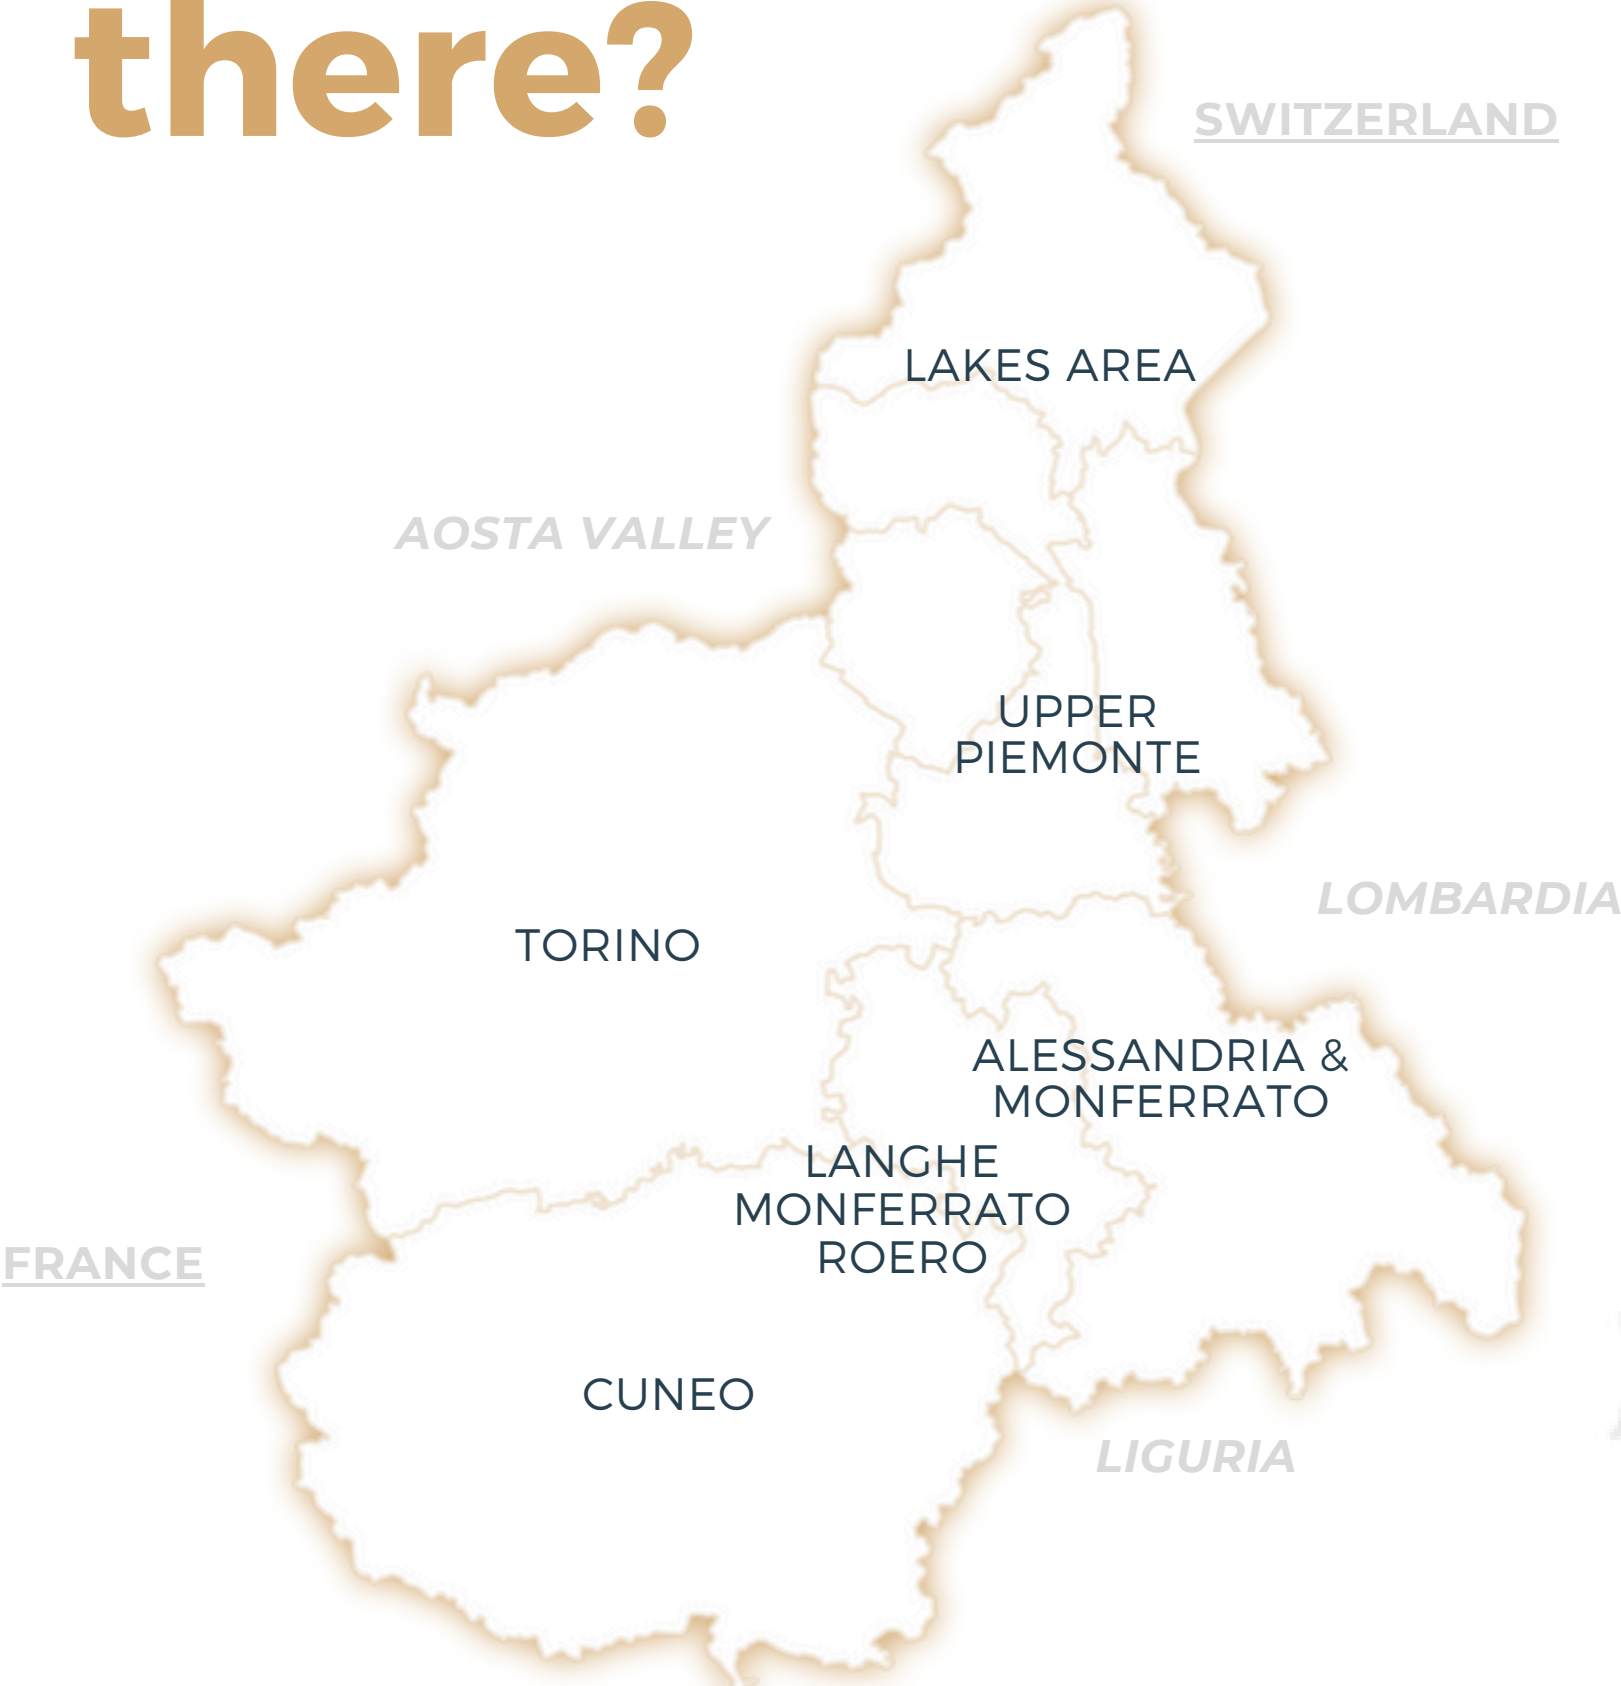 there?
SWITZERLAND
LAKES AREA
AOSTA VALLEY
UPPER
PIEMONTE
LOMBARDIA
TORINO
ALESSANDRIA &
MONFERRATO
LANGHE
MONFERRATO
ROERO
FRANCE
CUNEO
LIGURIA